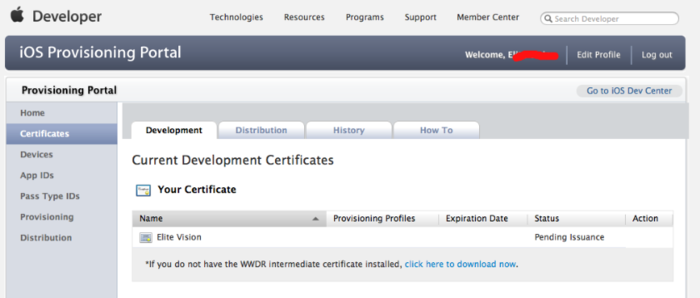 Developer
Technologies Resources Programs Support Member Center Search Developer
iOS Provisioning Portal
Welcome, Edit Profile Log out
Provisioning Portal Go to iOS Dev Center
Home
Certificates
Devices
App IDs
Pass Type IDs
Provisioning
Distribution
Development Distribution History How To
Current Development Certificates
Your Certificate
Name Provisioning Profiles Expiration Date Status Action
Elite Vision Pending Issuance
*If you do not have the WWDR intermediate certificate installed, click here to download now.